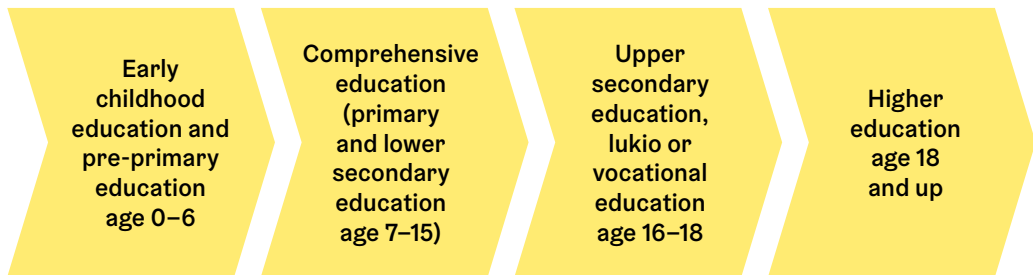 Early
childhood
education and
pre-primary
education
age 0–6
Comprehensive
education
(primary
and lower
secondary
education
age 7–15)
Upper
secondary
education,
lukio or
vocational
education
age 16–18
Higher
education
age 18
and up